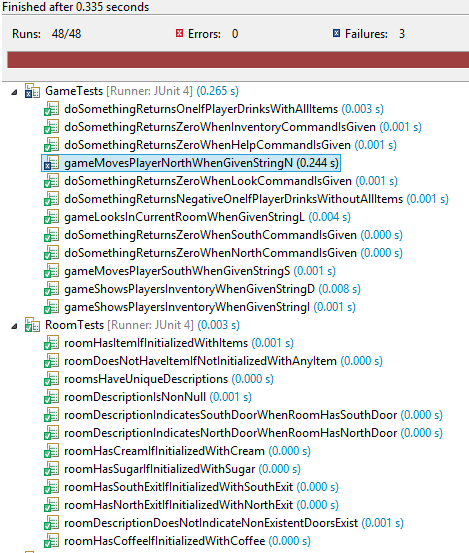 Finished after 0.335 seconds
Runs: 48/48 Errors: 0 Failures: 3
GameTests [Runner: JUnit 4] (0.265 s)
doSomethingReturnsOneIfPlayerDrinksWithAllItems (0.003 s)
doSomethingReturnsZeroWhenInventoryCommandIsGiven (0.001 s)
doSomethingReturnsZeroWhenHelpCommandIsGiven (0.001 s)
gameMovesPlayerNorthWhenGivenStringN (0.244 s)
doSomethingReturnsZeroWhenLookCommandIsGiven (0.001 s)
doSomethingReturnsNegativeOneIfPlayerDrinksWithoutAllItems (0.001 s)
gameLooksInCurrentRoomWhenGivenStringL (0.004 s)
doSomethingReturnsZeroWhenSouthCommandIsGiven (0.000 s)
doSomethingReturnsZeroWhenNorthCommandIsGiven (0.000 s)
gameMovesPlayerSouthWhenGivenStringS (0.001 s)
gameShowsPlayersInventoryWhenGivenStringD (0.008 s)
gameShowsPlayersInventoryWhenGivenStringI (0.001 s)
RoomTests [Runner: JUnit 4] (0.003 s)
roomHasItemIfInitializedWithItems (0.001 s)
roomDoesNotHaveItemIfNotInitializedWithAnyItem (0.000 s)
roomsHaveUniqueDescriptions (0.000 s)
roomDescriptionIsNonNull (0.001 s)
roomDescriptionIndicatesSouthDoorWhenRoomHasSouthDoor (0.000 s)
roomDescriptionIndicatesNorthDoorWhenRoomHasNorthDoor (0.000 s)
roomHasCreamIfInitializedWithCream (0.000 s)
roomHasSugarIfInitializedWithSugar (0.000 s)
roomHasSouthExitIfInitializedWithSouthExit (0.000 s)
roomHasNorthExitIfInitializedWithNorthExit (0.000 s)
roomDescriptionDoesNotIndicateNonExistentDoorsExist (0.001 s)
roomHasCoffeeIfInitializedWithCoffee (0.000 s)